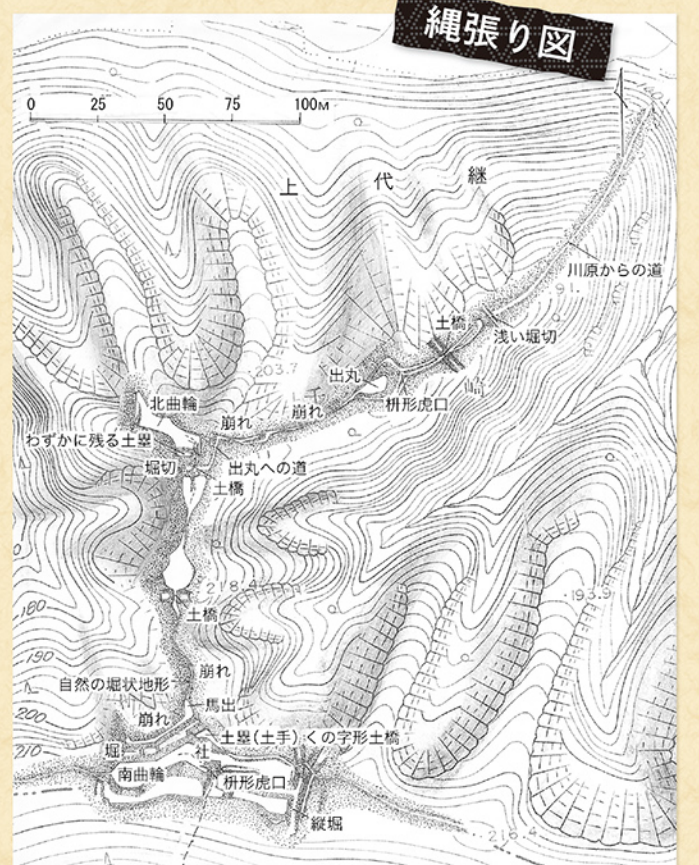 縄張り図
0 25 50 75 100M
上代継
川原からの道
91.
土橋
浅い堀切
出丸
203.7
枡形虎口
北曲輪
崩れ
崩れ
わずかに残る土塁
堀切
出丸への道
土橋
218.4
193.9
180
土橋
190
崩れ
自然の堀状地形
200
馬出
崩れ
土塁(土手)
くの字形土橋
210
堀
社
南曲輪
枡形虎口
縦堀
216.4